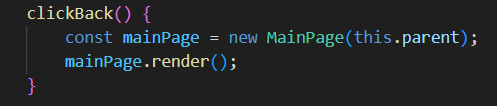 clickBack() {
    const mainPage = new MainPage(this.parent);
    mainPage.render();
}